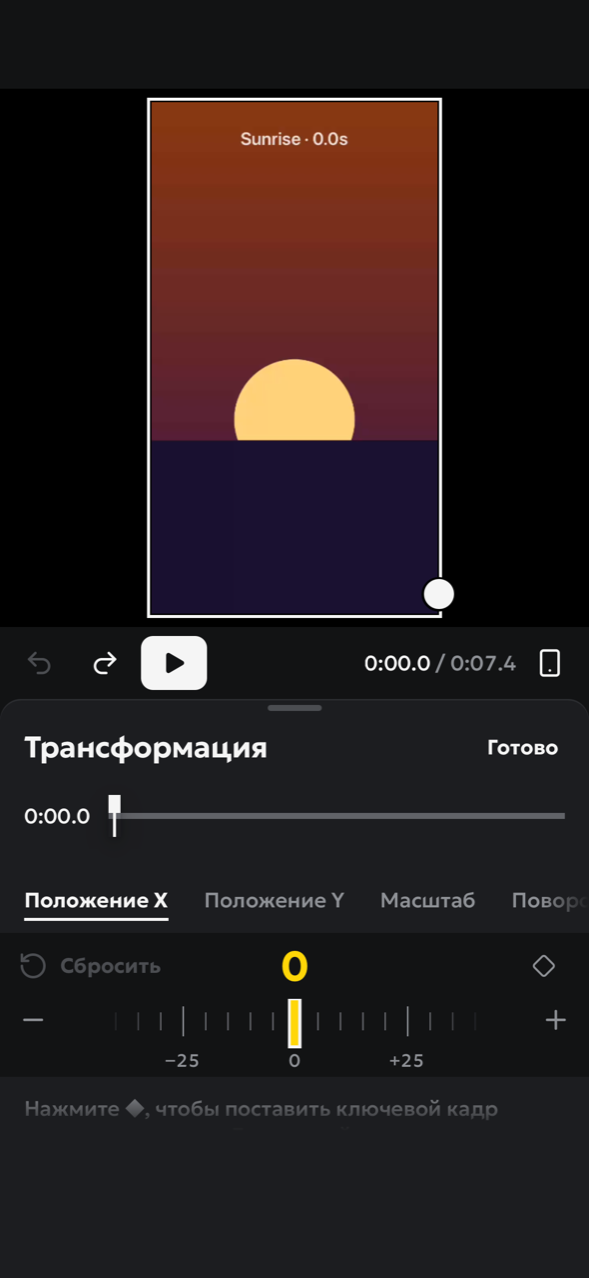 Sunrise · 0.0s
0:00.0 / 0:07.4
Трансформация
Готово
0:00.0
Положение X
Положение Y
Масштаб
Сбросить
0
−25
0
+25
Нажмите ◆, чтобы поставить ключевой кадр